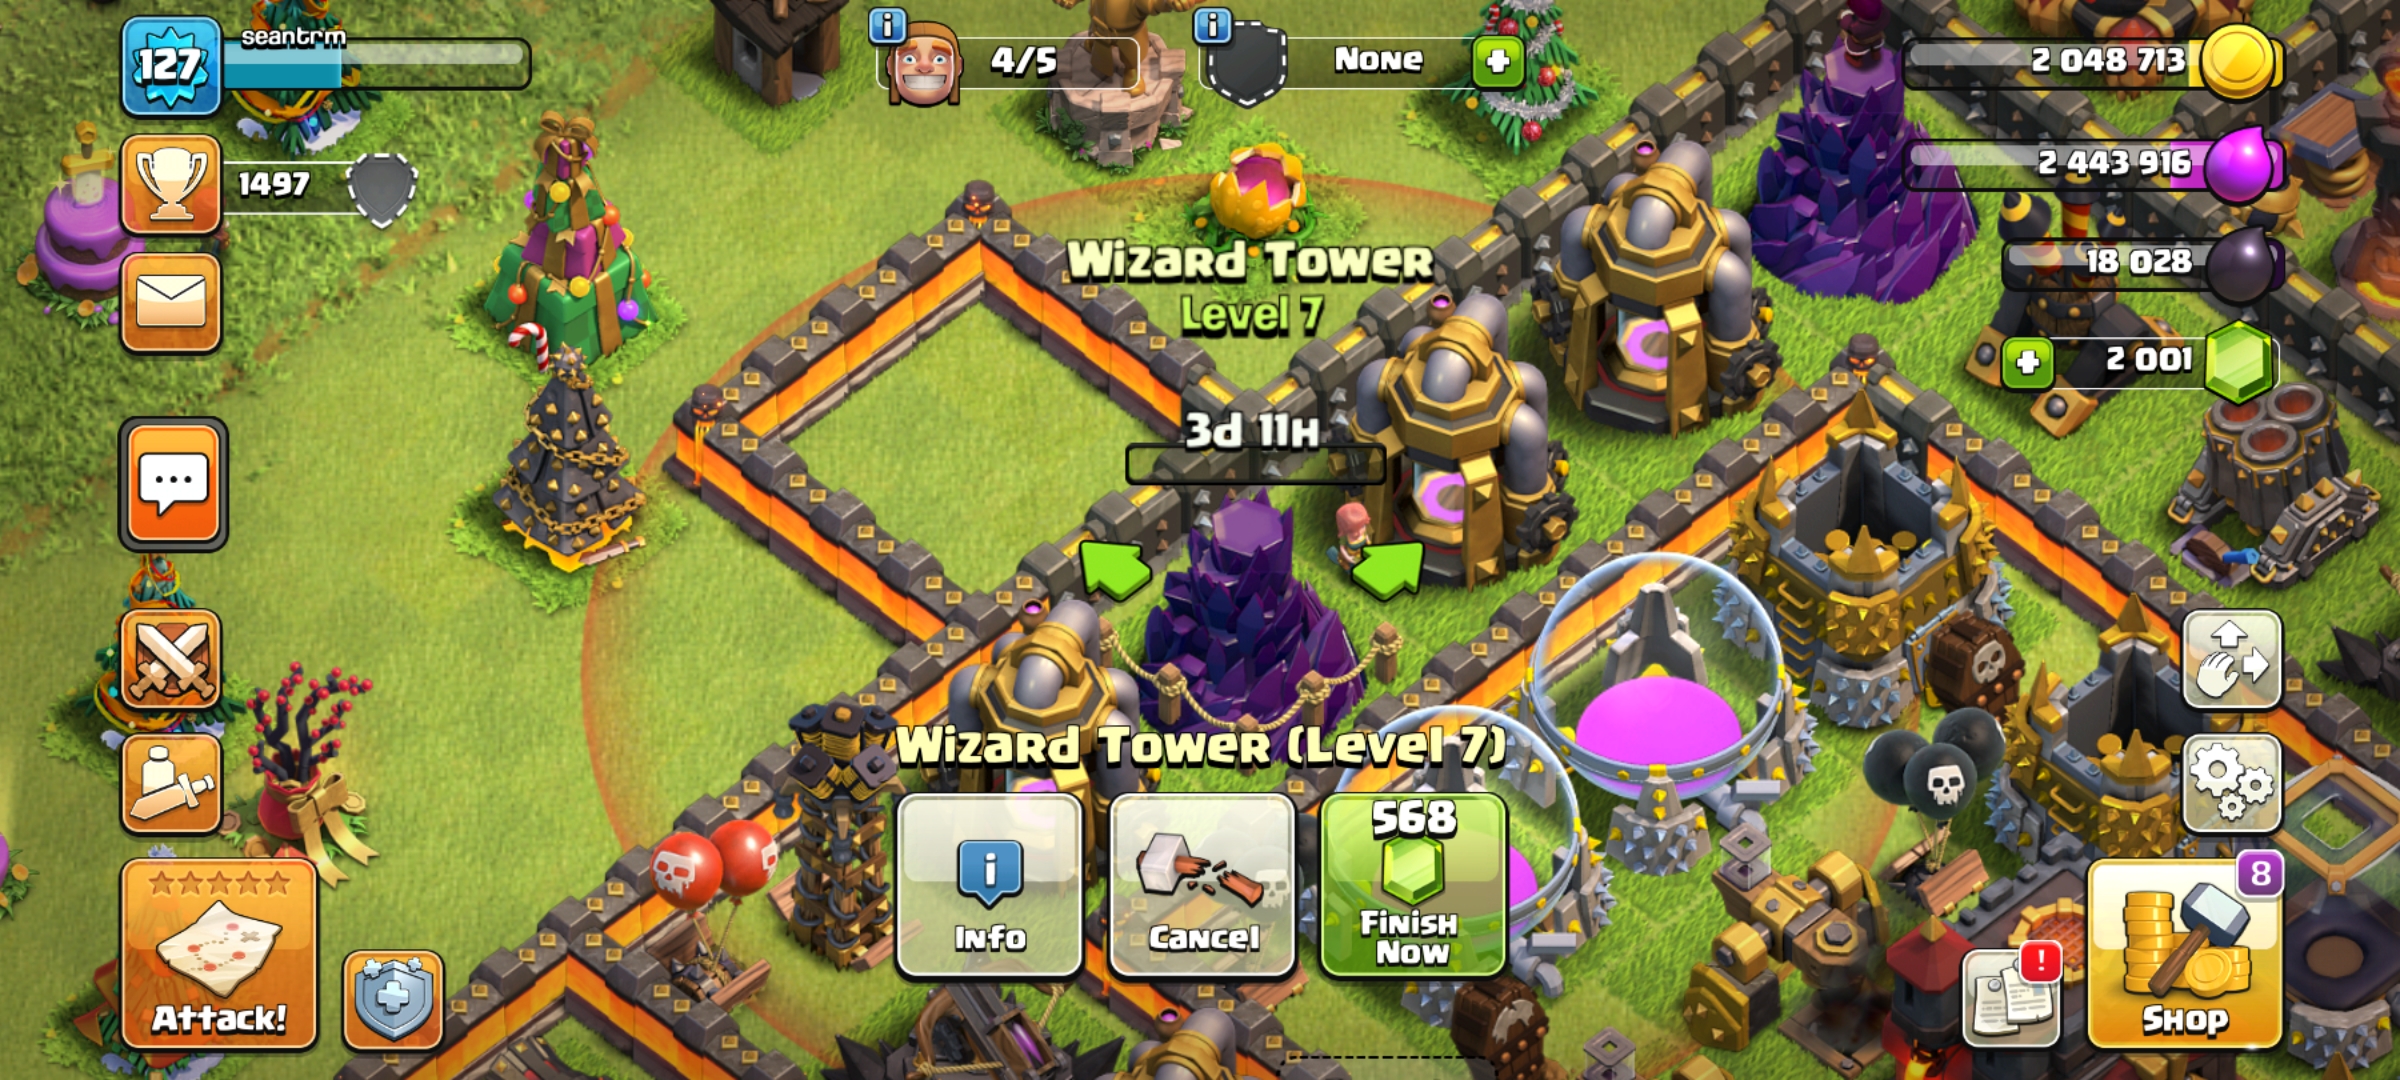 127
seantrm
4/5
None
2 048 713
1497
2 443 916
18 028
2 001
Wizard Tower
Level 7
3d 11H
Wizard Tower (Level 7)
Info
Cancel
568
Finish
Now
Attack!
8
!
Shop